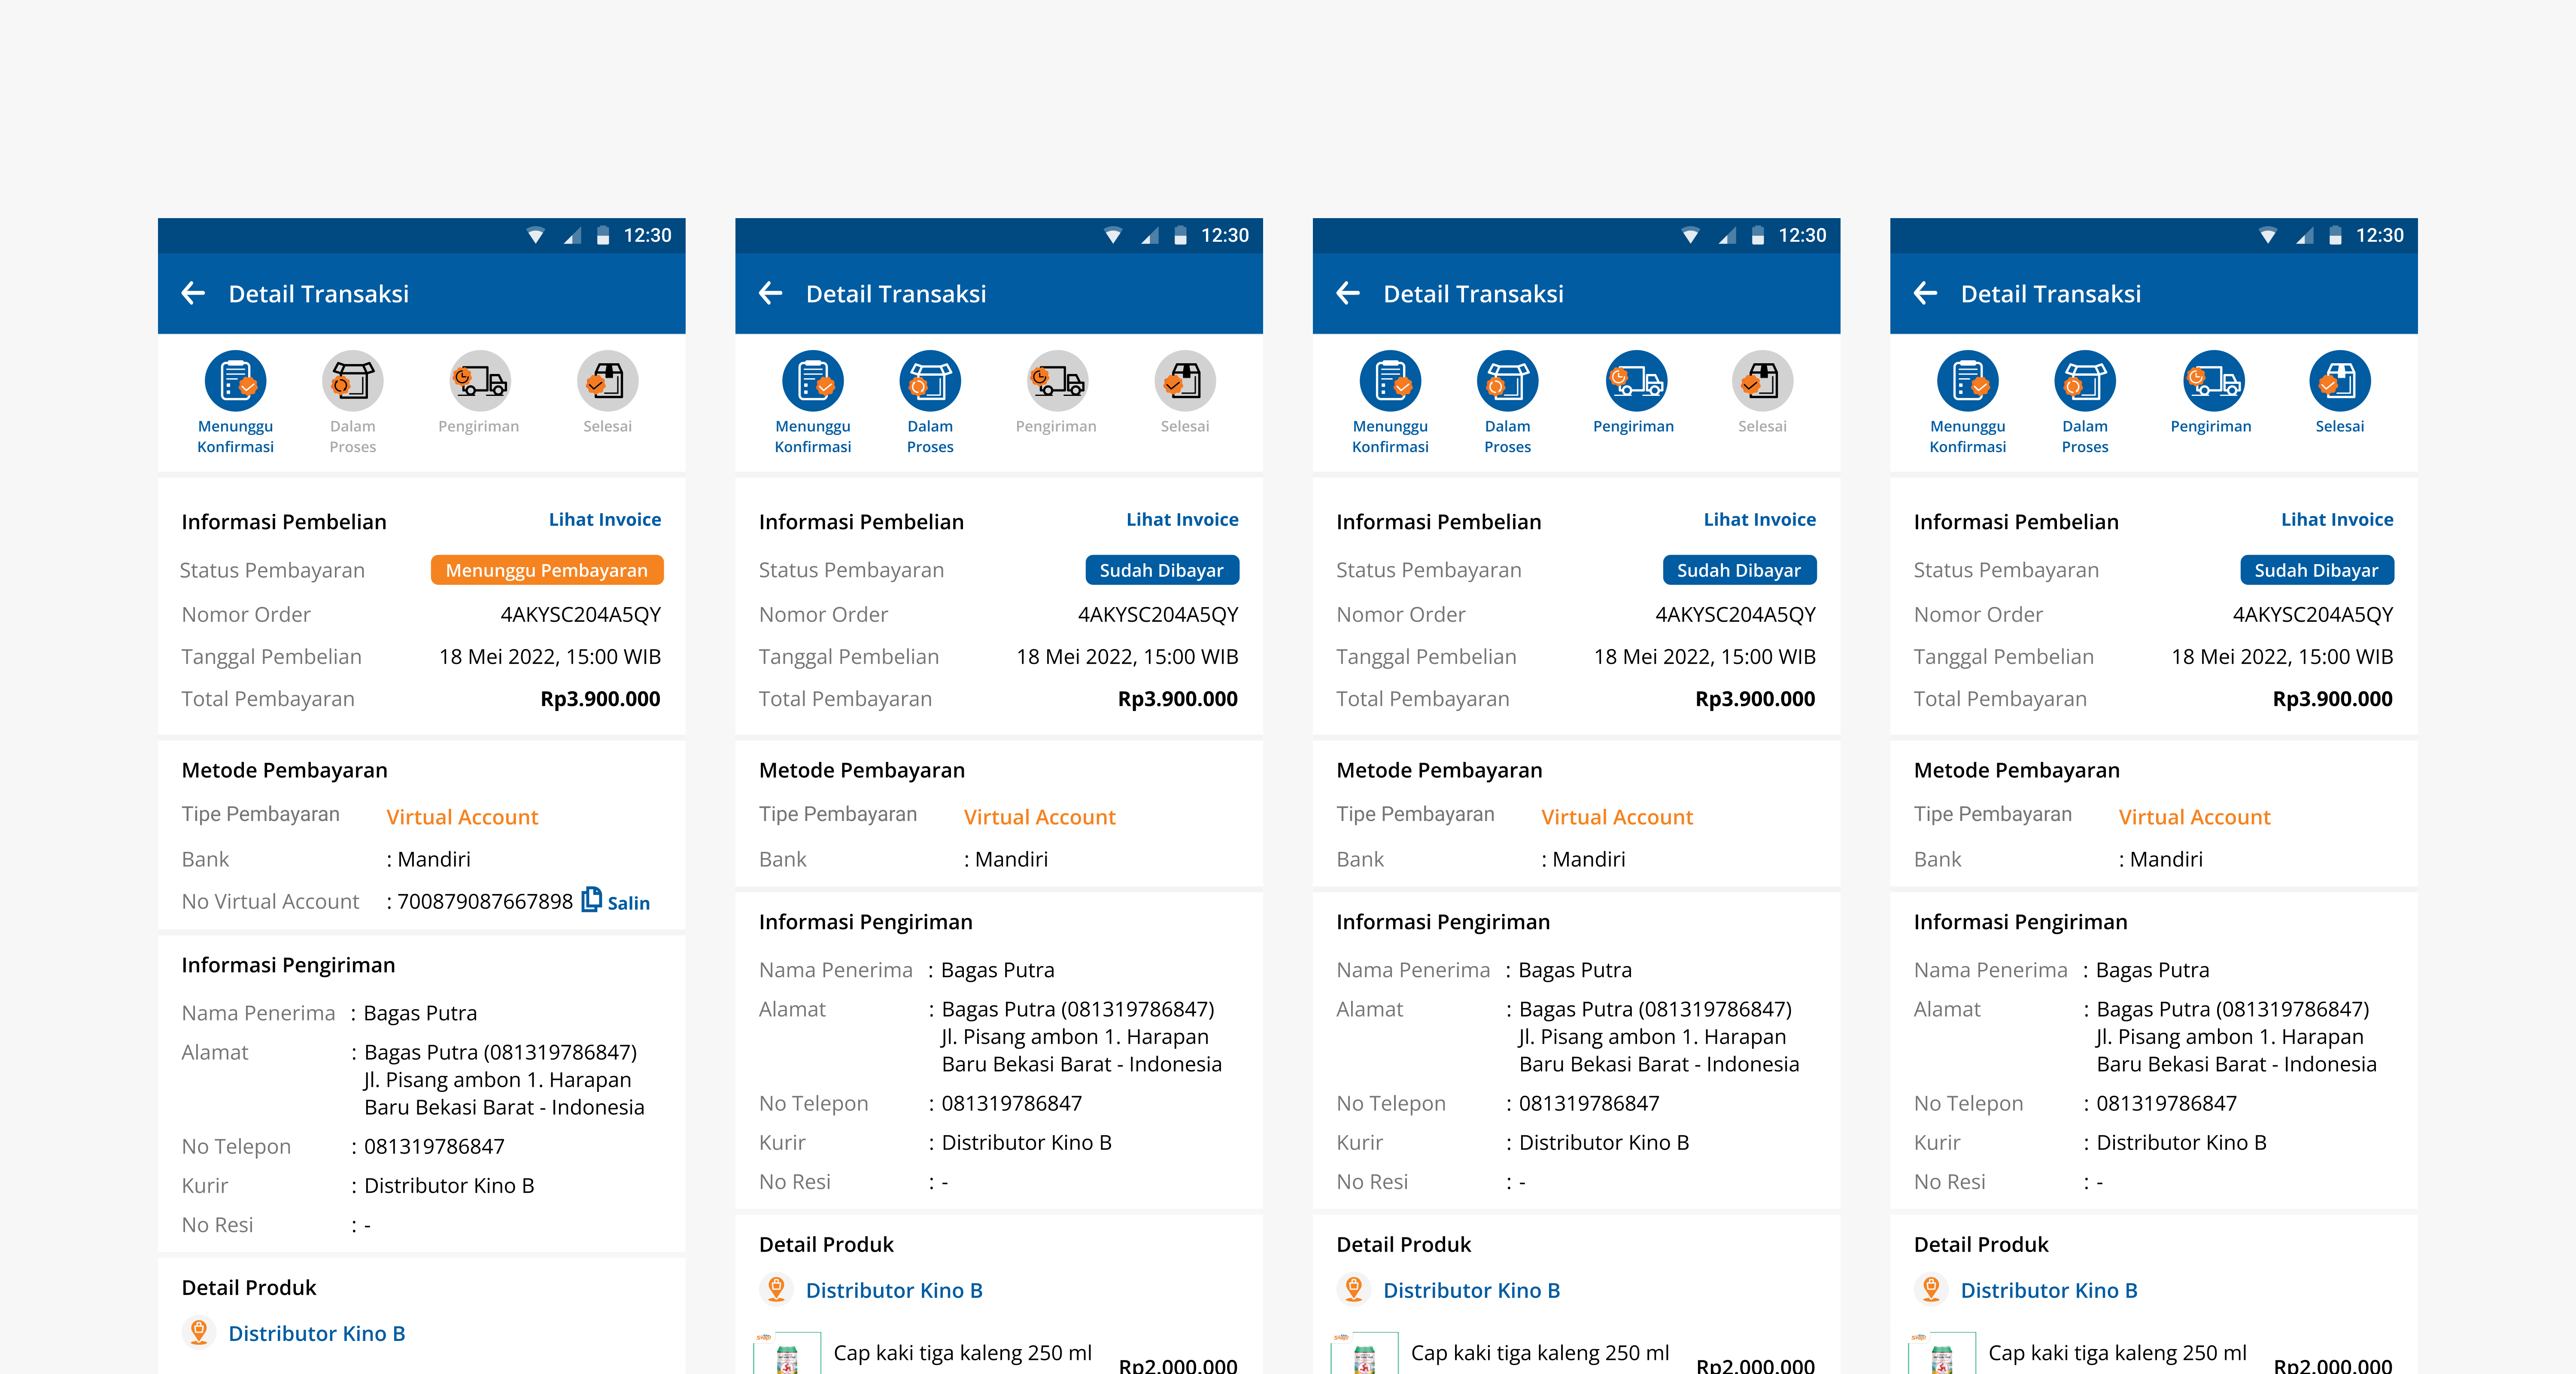 12:30
Detail Transaksi
Menunggu
Konfirmasi
Dalam
Proses
Pengiriman
Selesai
Informasi Pembelian
Lihat Invoice
Status Pembayaran
Menunggu Pembayaran
Nomor Order
4AKYSC204A5QY
Tanggal Pembelian
18 Mei 2022, 15:00 WIB
Total Pembayaran
Rp3.900.000
Metode Pembayaran
Tipe Pembayaran
Virtual Account
Bank
: Mandiri
No Virtual Account
: 700879087667898
Salin
Informasi Pengiriman
Nama Penerima
: Bagas Putra
Alamat
: Bagas Putra (081319786847)
Jl. Pisang ambon 1. Harapan
Baru Bekasi Barat - Indonesia
No Telepon
: 081319786847
Kurir
: Distributor Kino B
No Resi
: -
Detail Produk
Distributor Kino B
12:30
Detail Transaksi
Menunggu
Konfirmasi
Dalam
Proses
Pengiriman
Selesai
Informasi Pembelian
Lihat Invoice
Status Pembayaran
Sudah Dibayar
Nomor Order
4AKYSC204A5QY
Tanggal Pembelian
18 Mei 2022, 15:00 WIB
Total Pembayaran
Rp3.900.000
Metode Pembayaran
Tipe Pembayaran
Virtual Account
Bank
: Mandiri
Informasi Pengiriman
Nama Penerima
: Bagas Putra
Alamat
: Bagas Putra (081319786847)
Jl. Pisang ambon 1. Harapan
Baru Bekasi Barat - Indonesia
No Telepon
: 081319786847
Kurir
: Distributor Kino B
No Resi
: -
Detail Produk
Distributor Kino B
Cap kaki tiga kaleng 250 ml
Rp2.000.000
12:30
Detail Transaksi
Menunggu
Konfirmasi
Dalam
Proses
Pengiriman
Selesai
Informasi Pembelian
Lihat Invoice
Status Pembayaran
Sudah Dibayar
Nomor Order
4AKYSC204A5QY
Tanggal Pembelian
18 Mei 2022, 15:00 WIB
Total Pembayaran
Rp3.900.000
Metode Pembayaran
Tipe Pembayaran
Virtual Account
Bank
: Mandiri
Informasi Pengiriman
Nama Penerima
: Bagas Putra
Alamat
: Bagas Putra (081319786847)
Jl. Pisang ambon 1. Harapan
Baru Bekasi Barat - Indonesia
No Telepon
: 081319786847
Kurir
: Distributor Kino B
No Resi
: -
Detail Produk
Distributor Kino B
Cap kaki tiga kaleng 250 ml
Rp2.000.000
12:30
Detail Transaksi
Menunggu
Konfirmasi
Dalam
Proses
Pengiriman
Selesai
Informasi Pembelian
Lihat Invoice
Status Pembayaran
Sudah Dibayar
Nomor Order
4AKYSC204A5QY
Tanggal Pembelian
18 Mei 2022, 15:00 WIB
Total Pembayaran
Rp3.900.000
Metode Pembayaran
Tipe Pembayaran
Virtual Account
Bank
: Mandiri
Informasi Pengiriman
Nama Penerima
: Bagas Putra
Alamat
: Bagas Putra (081319786847)
Jl. Pisang ambon 1. Harapan
Baru Bekasi Barat - Indonesia
No Telepon
: 081319786847
Kurir
: Distributor Kino B
No Resi
: -
Detail Produk
Distributor Kino B
Cap kaki tiga kaleng 250 ml
Rp2.000.000